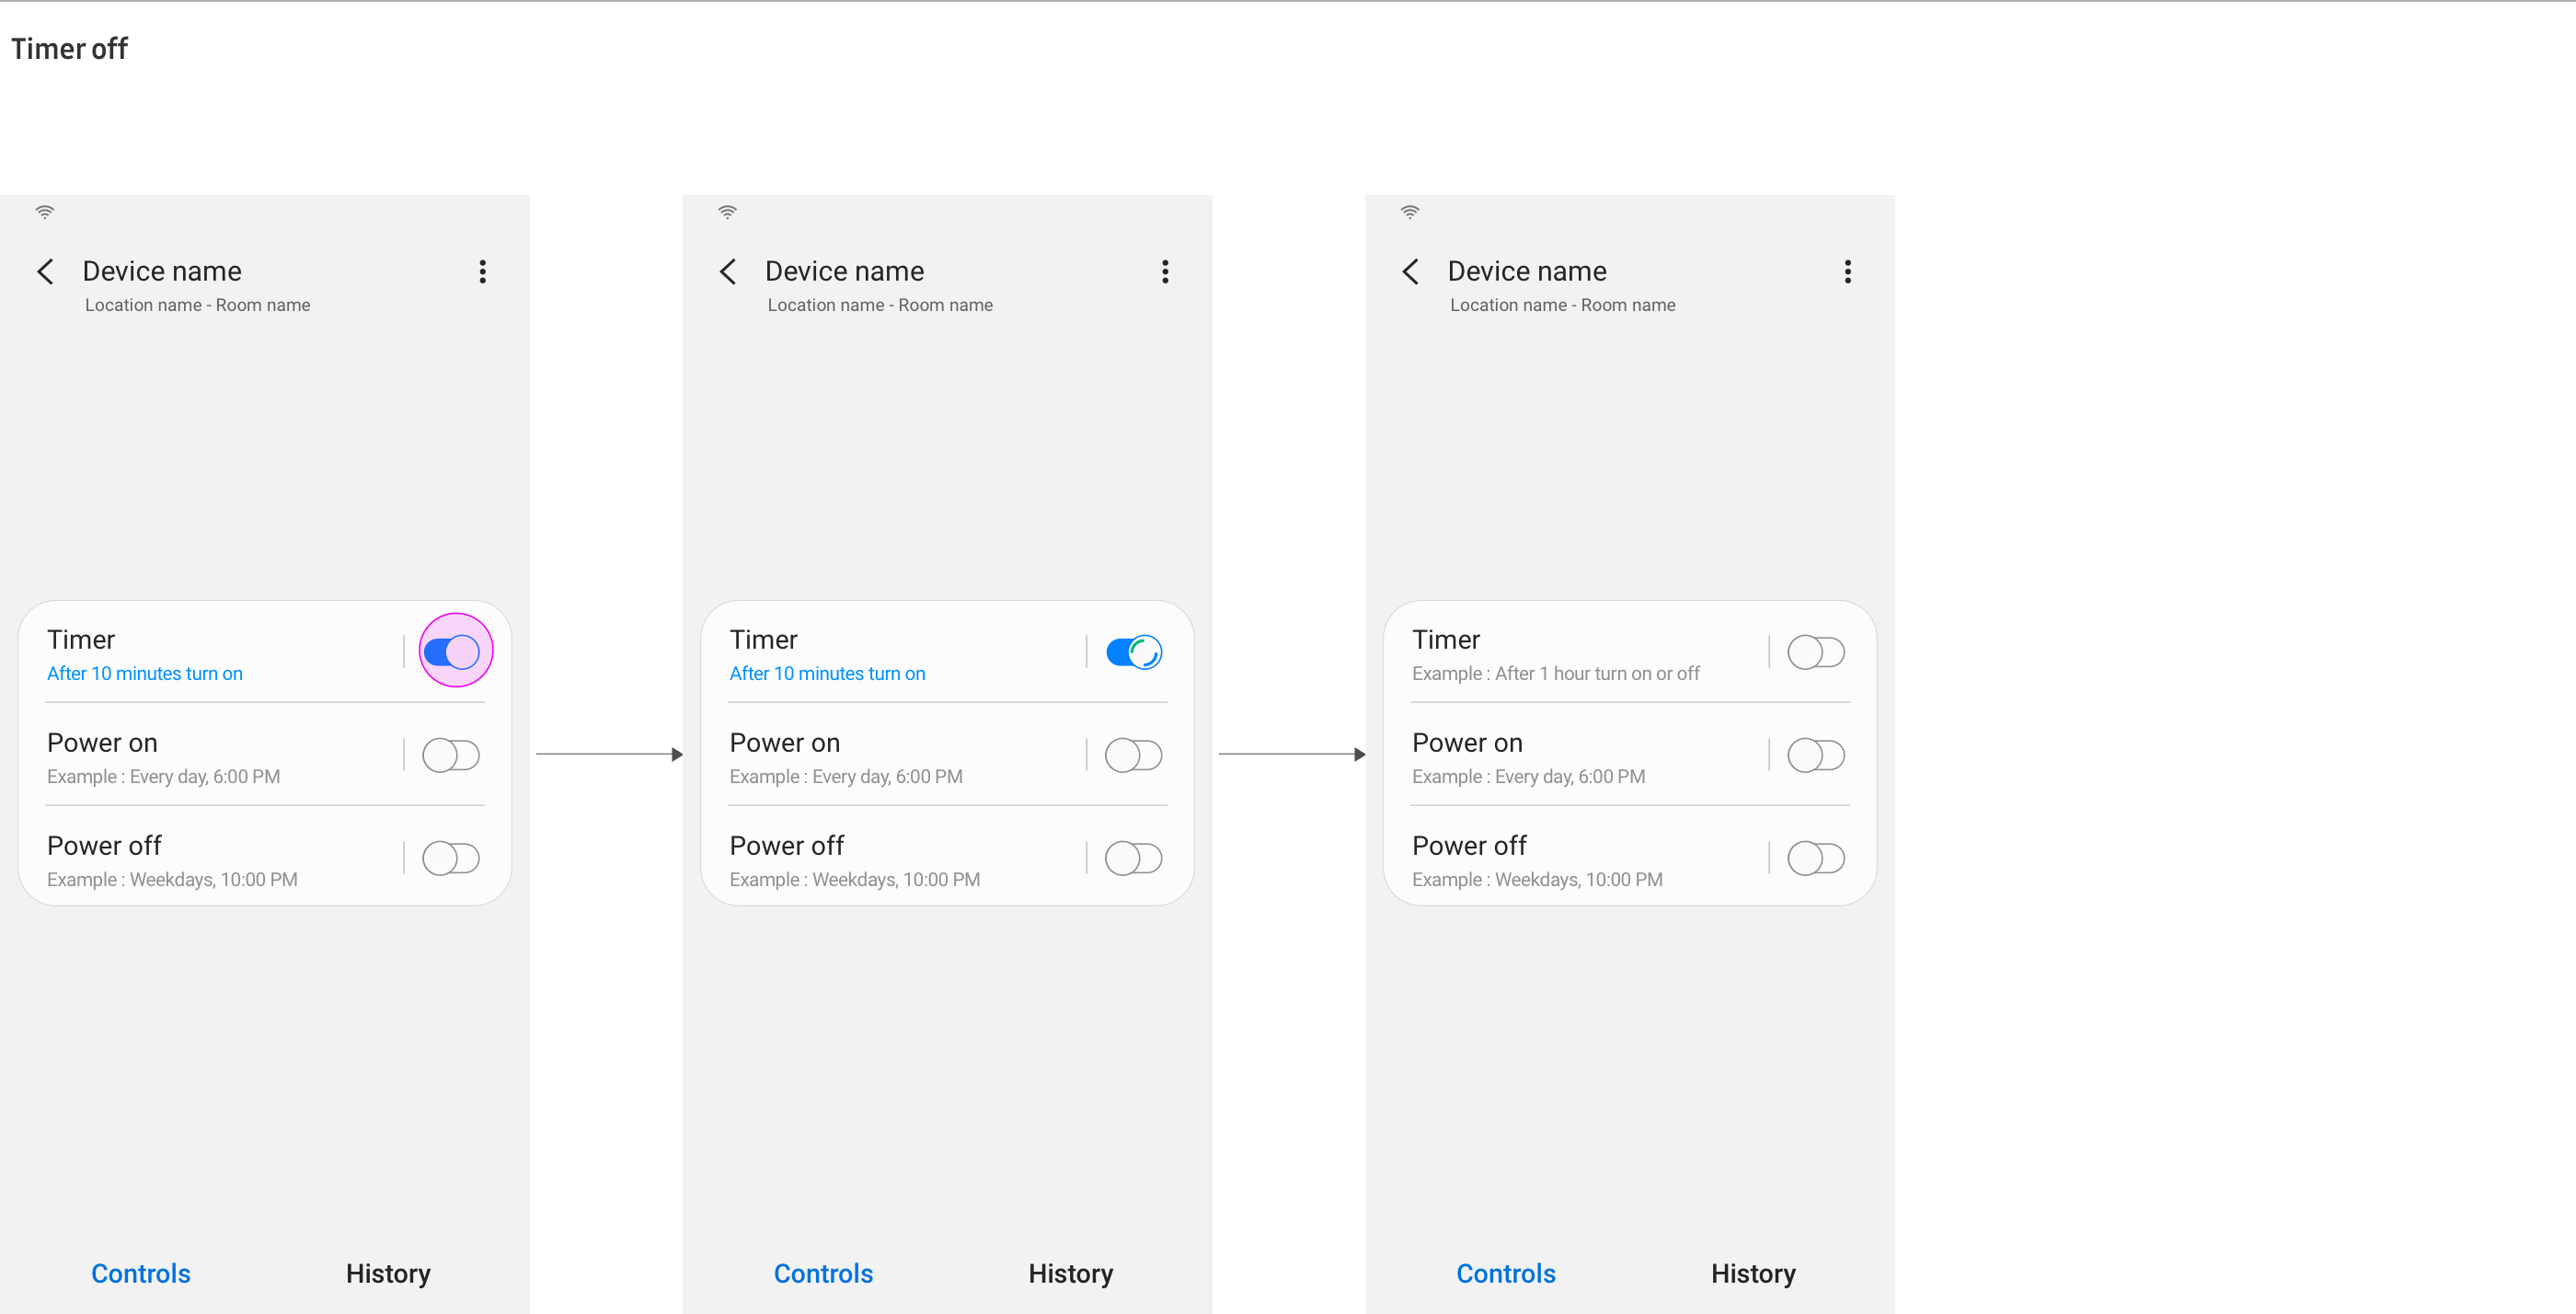 Timer off
Device name
Location name - Room name
Timer
After 10 minutes turn on
Power on
Example : Every day, 6:00 PM
Power off
Example : Weekdays, 10:00 PM
Controls
History
Device name
Location name - Room name
Timer
After 10 minutes turn on
Power on
Example : Every day, 6:00 PM
Power off
Example : Weekdays, 10:00 PM
Controls
History
Device name
Location name - Room name
Timer
Example : After 1 hour turn on or off
Power on
Example : Every day, 6:00 PM
Power off
Example : Weekdays, 10:00 PM
Controls
History